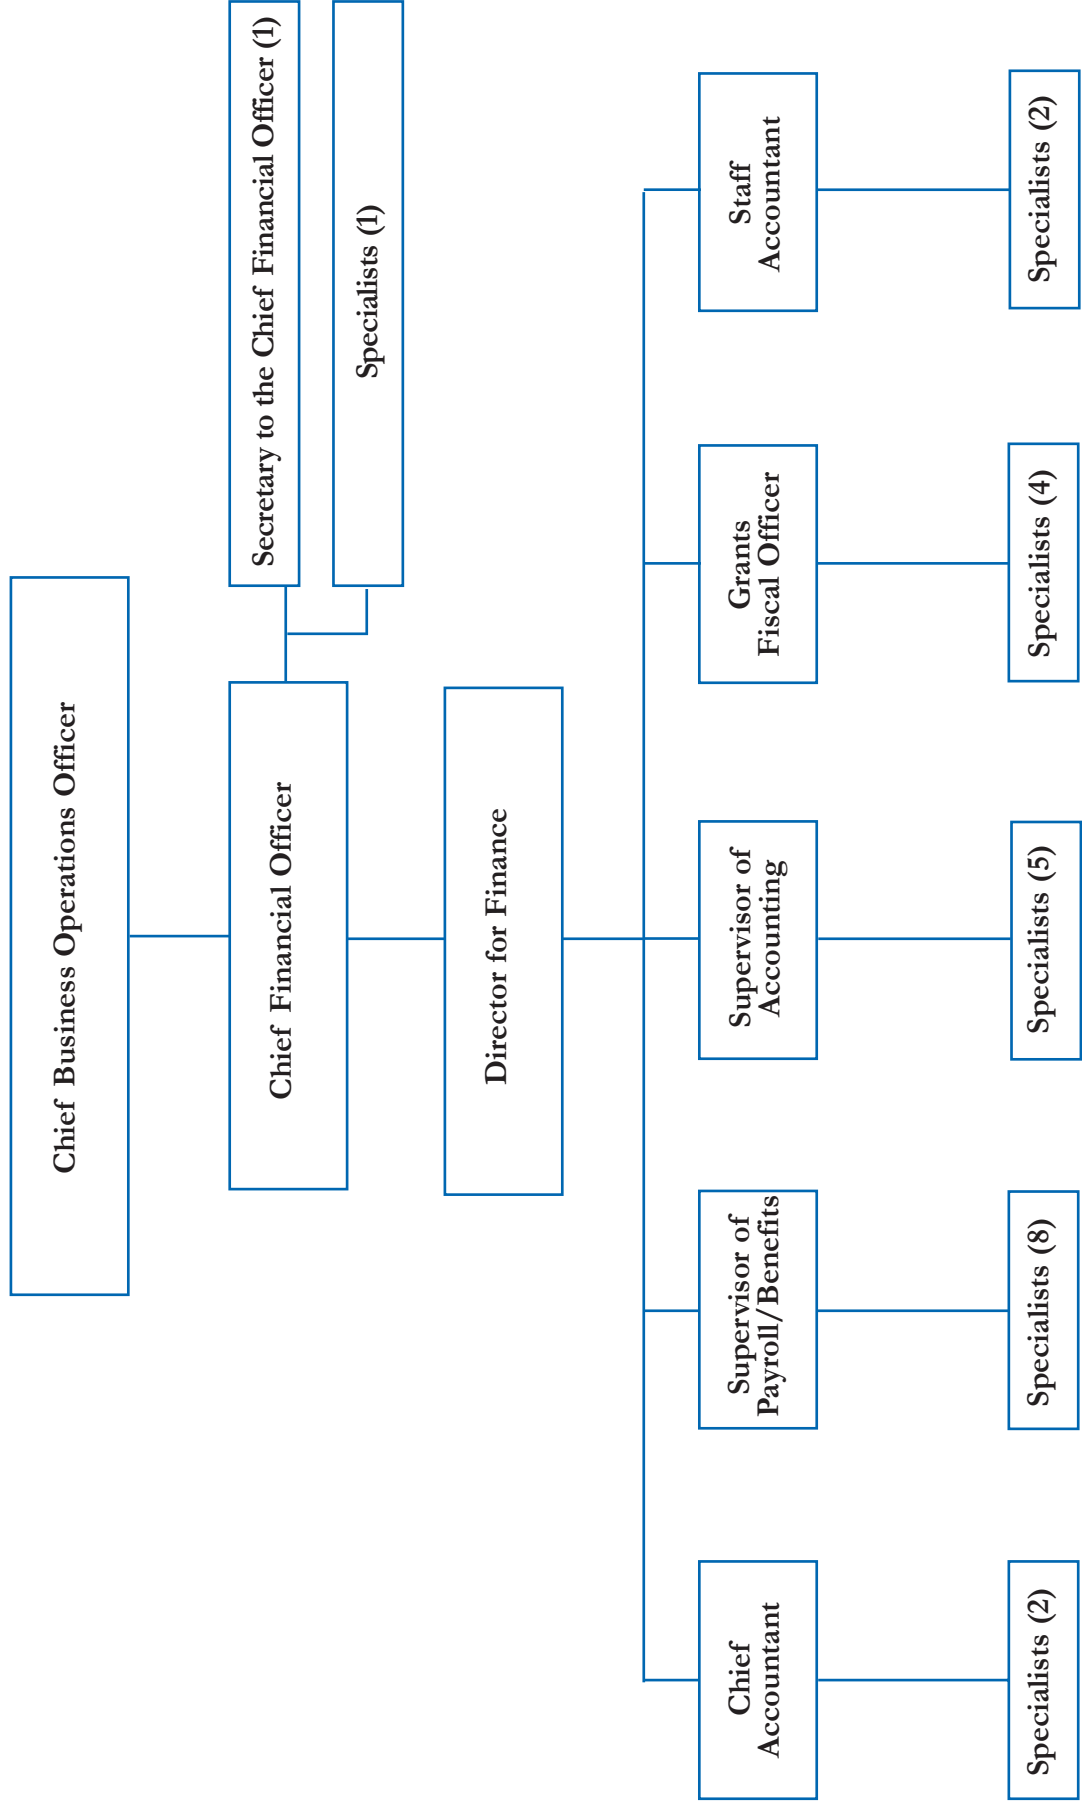 Chief Business Operations Officer
Chief Financial Officer
Secretary to the Chief Financial Officer (1)
Specialists (1)
Director for Finance
Chief
Accountant
Supervisor of
Payroll/Benefits
Supervisor of
Accounting
Grants
Fiscal Officer
Staff
Accountant
Specialists (2)
Specialists (8)
Specialists (5)
Specialists (4)
Specialists (2)